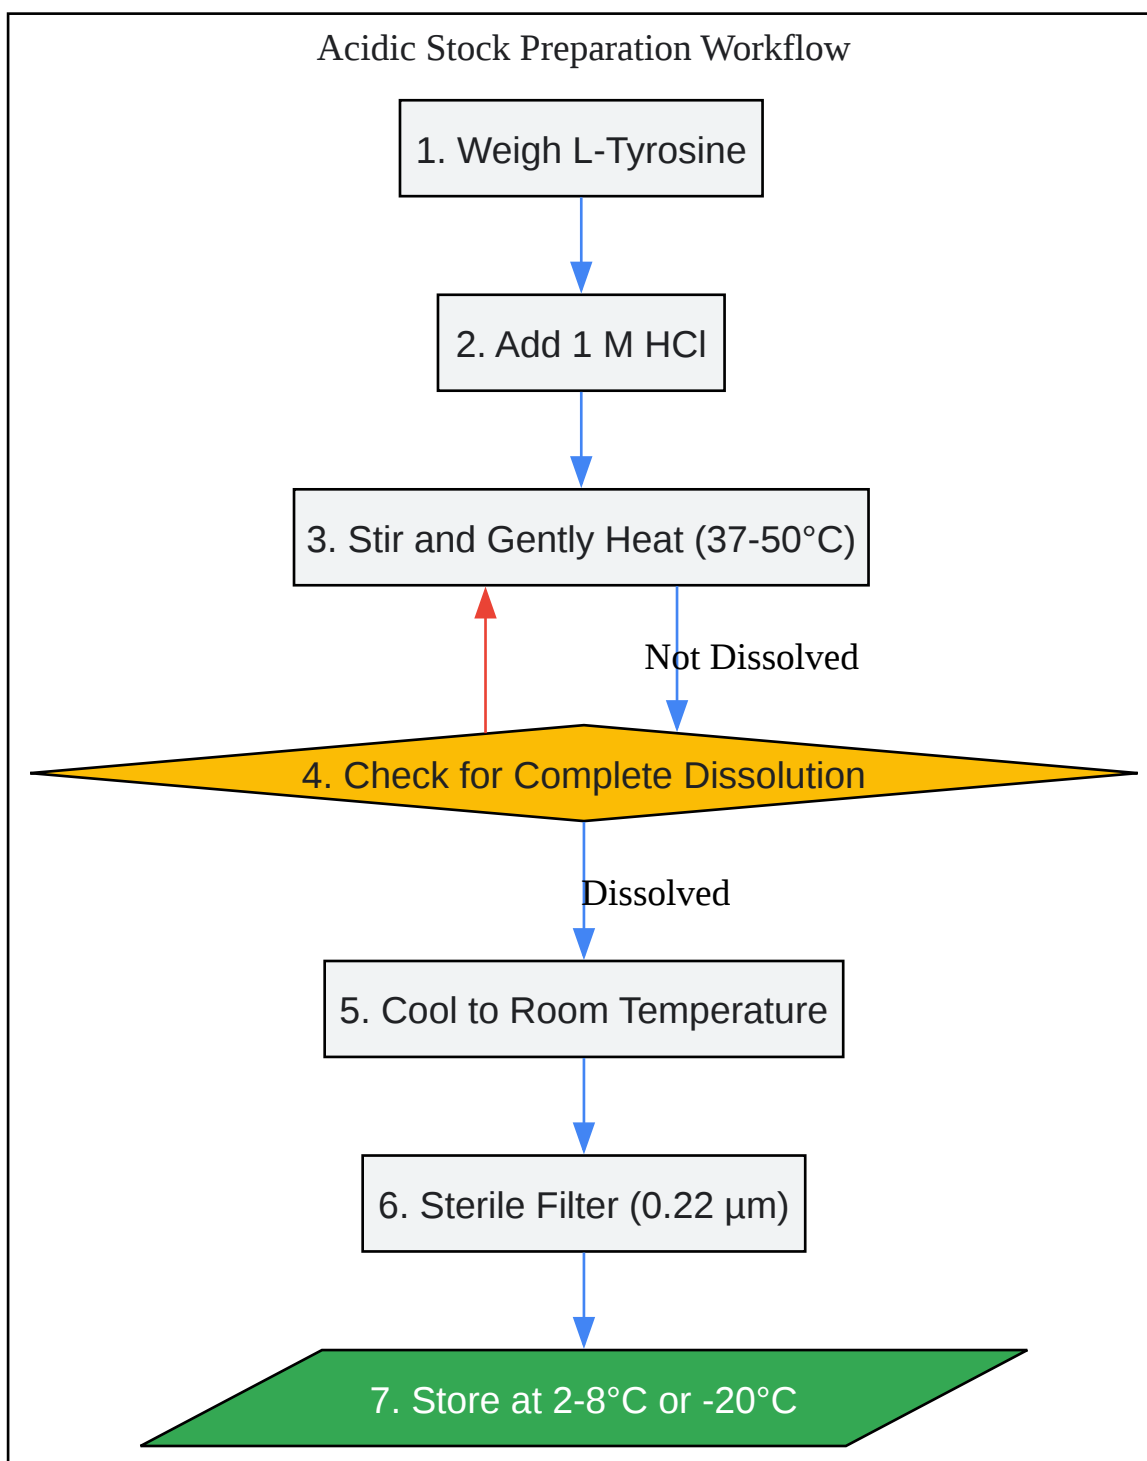 Acidic Stock Preparation Workflow
1. Weigh L-Tyrosine
2. Add 1 M HCl
3. Stir and Gently Heat (37-50°C)
Not Dissolved
4. Check for Complete Dissolution
Dissolved
5. Cool to Room Temperature
6. Sterile Filter (0.22 µm)
7. Store at 2-8°C or -20°C